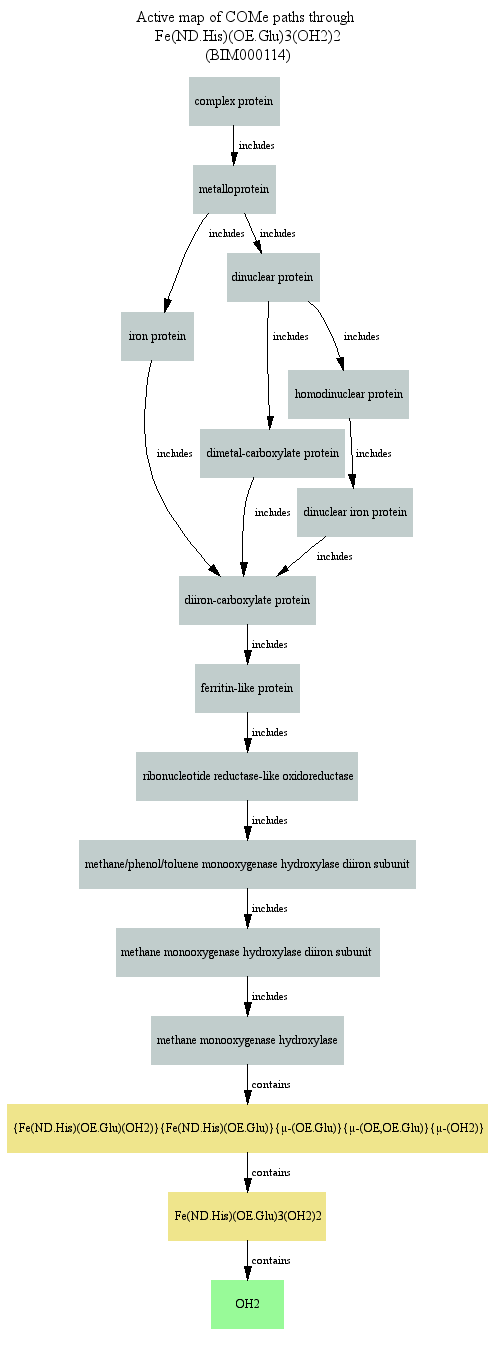 Active map of COMe paths through
Fe(ND.His)(OE.Glu)3(OH2)2
(BIM000114)
complex protein
includes
metalloprotein
includes
includes
dinuclear protein
iron protein
includes
includes
homodinuclear protein
includes
dimetal-carboxylate protein
includes
includes
dinuclear iron protein
includes
diiron-carboxylate protein
includes
ferritin-like protein
includes
ribonucleotide reductase-like oxidoreductase
includes
methane/phenol/toluene monooxygenase hydroxylase diiron subunit
includes
methane monooxygenase hydroxylase diiron subunit
includes
methane monooxygenase hydroxylase
contains
{Fe(ND.His)(OE.Glu)(OH2)}{Fe(ND.His)(OE.Glu)}{μ-(OE.Glu)}{μ-(OE,OE.Glu)}{μ-(OH2)}
contains
Fe(ND.His)(OE.Glu)3(OH2)2
contains
OH2